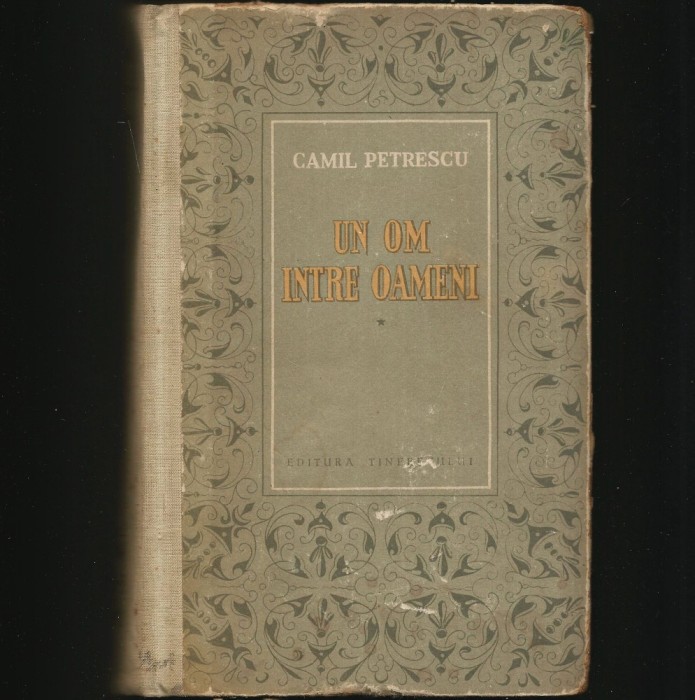 CAMIL PETRESCU
UN OM
INTRE OAMENI
*
EDITURA TINERETULUI